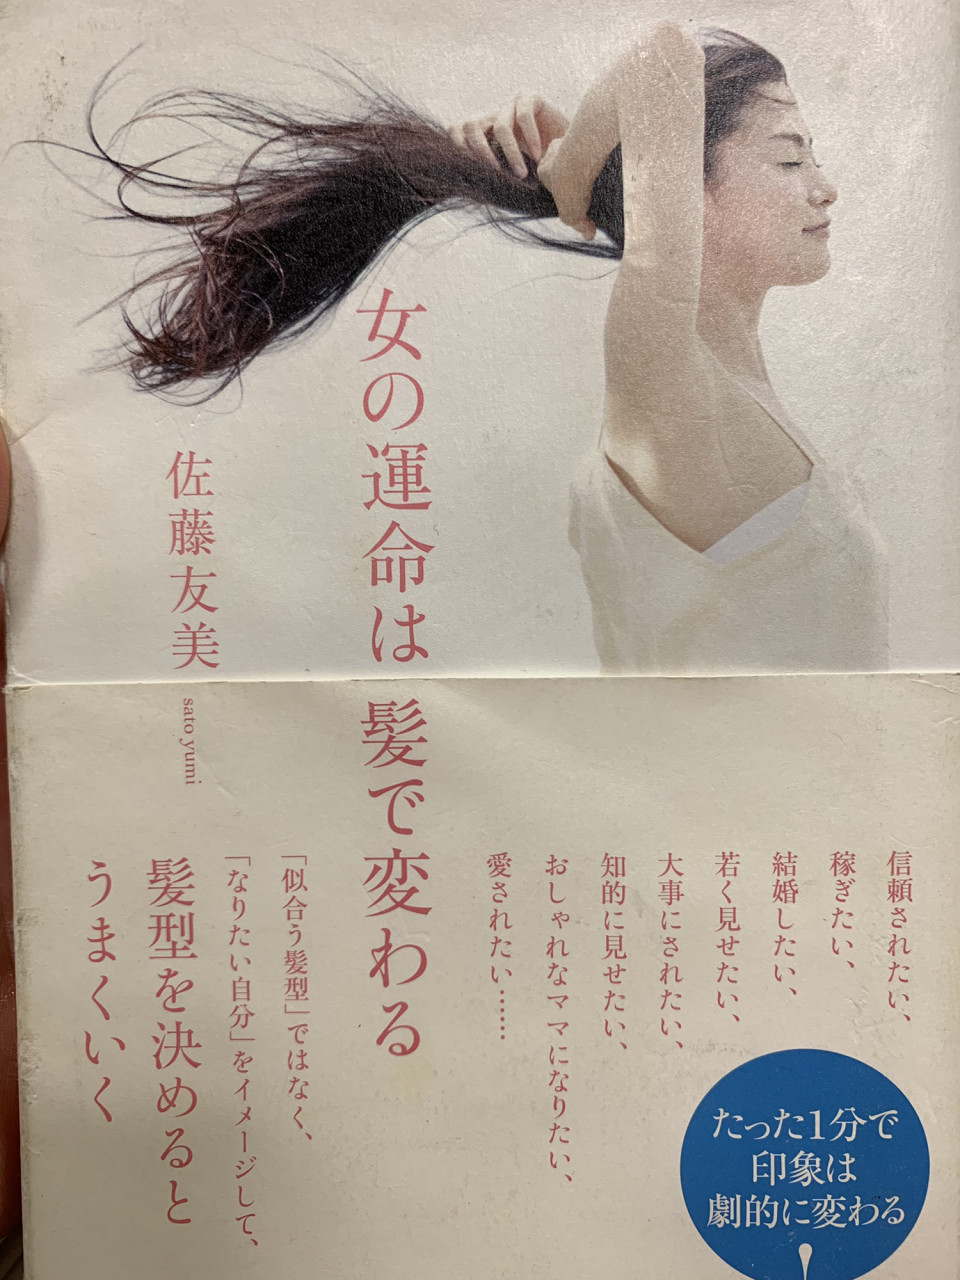 女の運命は髪で変わる
佐藤友美
sato yumi
信頼されたい、
稼ぎたい、
結婚したい、
若く見せたい、
大事にされたい、
知的に見せたい、
おしゃれなママになりたい、
愛されたい……
「似合う髪型」ではなく、
「なりたい自分」をイメージして、
髪型を決めると
うまくいく
たった1分で
印象は
劇的に変わる
!